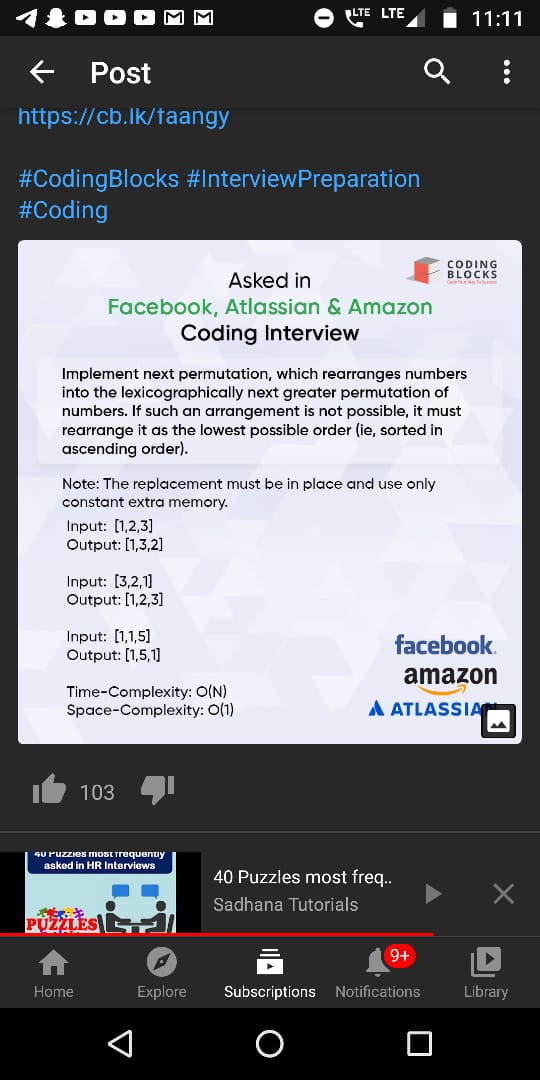 LTE LTE 11:11
Post
https://cb.lk/faangy
#CodingBlocks #InterviewPreparation
#Coding
CODING
BLOCKS
Code Your Way To Success
Asked in
Facebook, Atlassian & Amazon
Coding Interview
Implement next permutation, which rearranges numbers
into the lexicographically next greater permutation of
numbers. If such an arrangement is not possible, it must
rearrange it as the lowest possible order (ie, sorted in
ascending order).
Note: The replacement must be in place and use only
constant extra memory.
Input: [1,2,3]
Output: [1,3,2]
Input: [3,2,1]
Output: [1,2,3]
Input: [1,1,5]
Output: [1,5,1]
Time-Complexity: O(N)
Space-Complexity: O(1)
facebook.
amazon
ATLASSIAN
103
40 Puzzles most frequently
asked in HR Interviews
PUZZLES
40 Puzzles most freq..
Sadhana Tutorials
9+
Home Explore Subscriptions Notifications Library